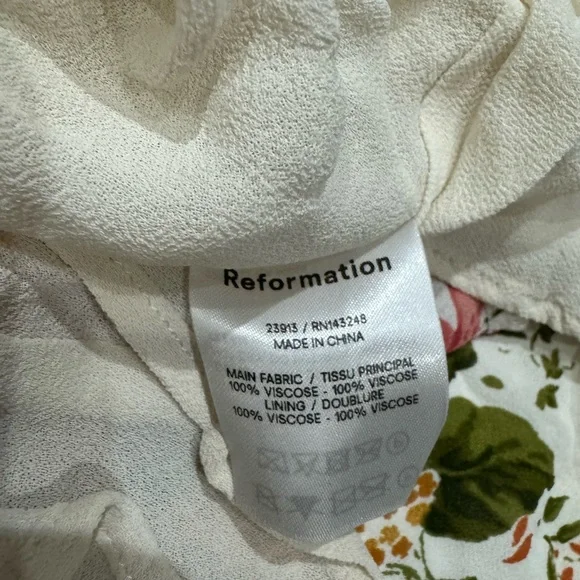 Reformation
23913 / RN143248
MADE IN CHINA
MAIN FABRIC / TISSU PRINCIPAL
100% VISCOSE - 100% VISCOSE
LINING / DOUBLURE
100% VISCOSE - 100% VISCOSE